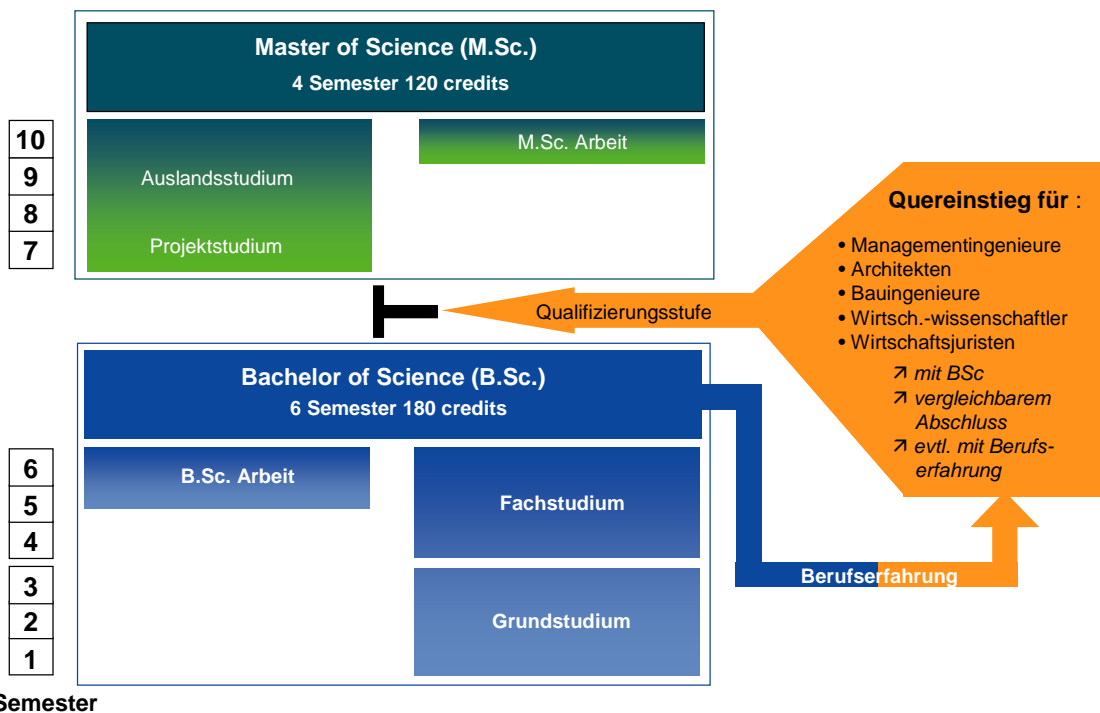 Master of Science (M.Sc.)
4 Semester 120 credits
10
9
8
7
M.Sc. Arbeit
Auslandsstudium
Projektstudium
Quereinstieg für :
• Managementingenieure
• Architekten
• Bauingenieure
• Wirtsch.-wissenschaftler
• Wirtschaftsjuristen
↗ mit BSc
↗ vergleichbarem
Abschluss
↗ evtl. mit Berufs-
erfahrung
Qualifizierungsstufe
Bachelor of Science (B.Sc.)
6 Semester 180 credits
6
5
4
3
2
1
B.Sc. Arbeit
Fachstudium
Grundstudium
Berufserfahrung
Semester